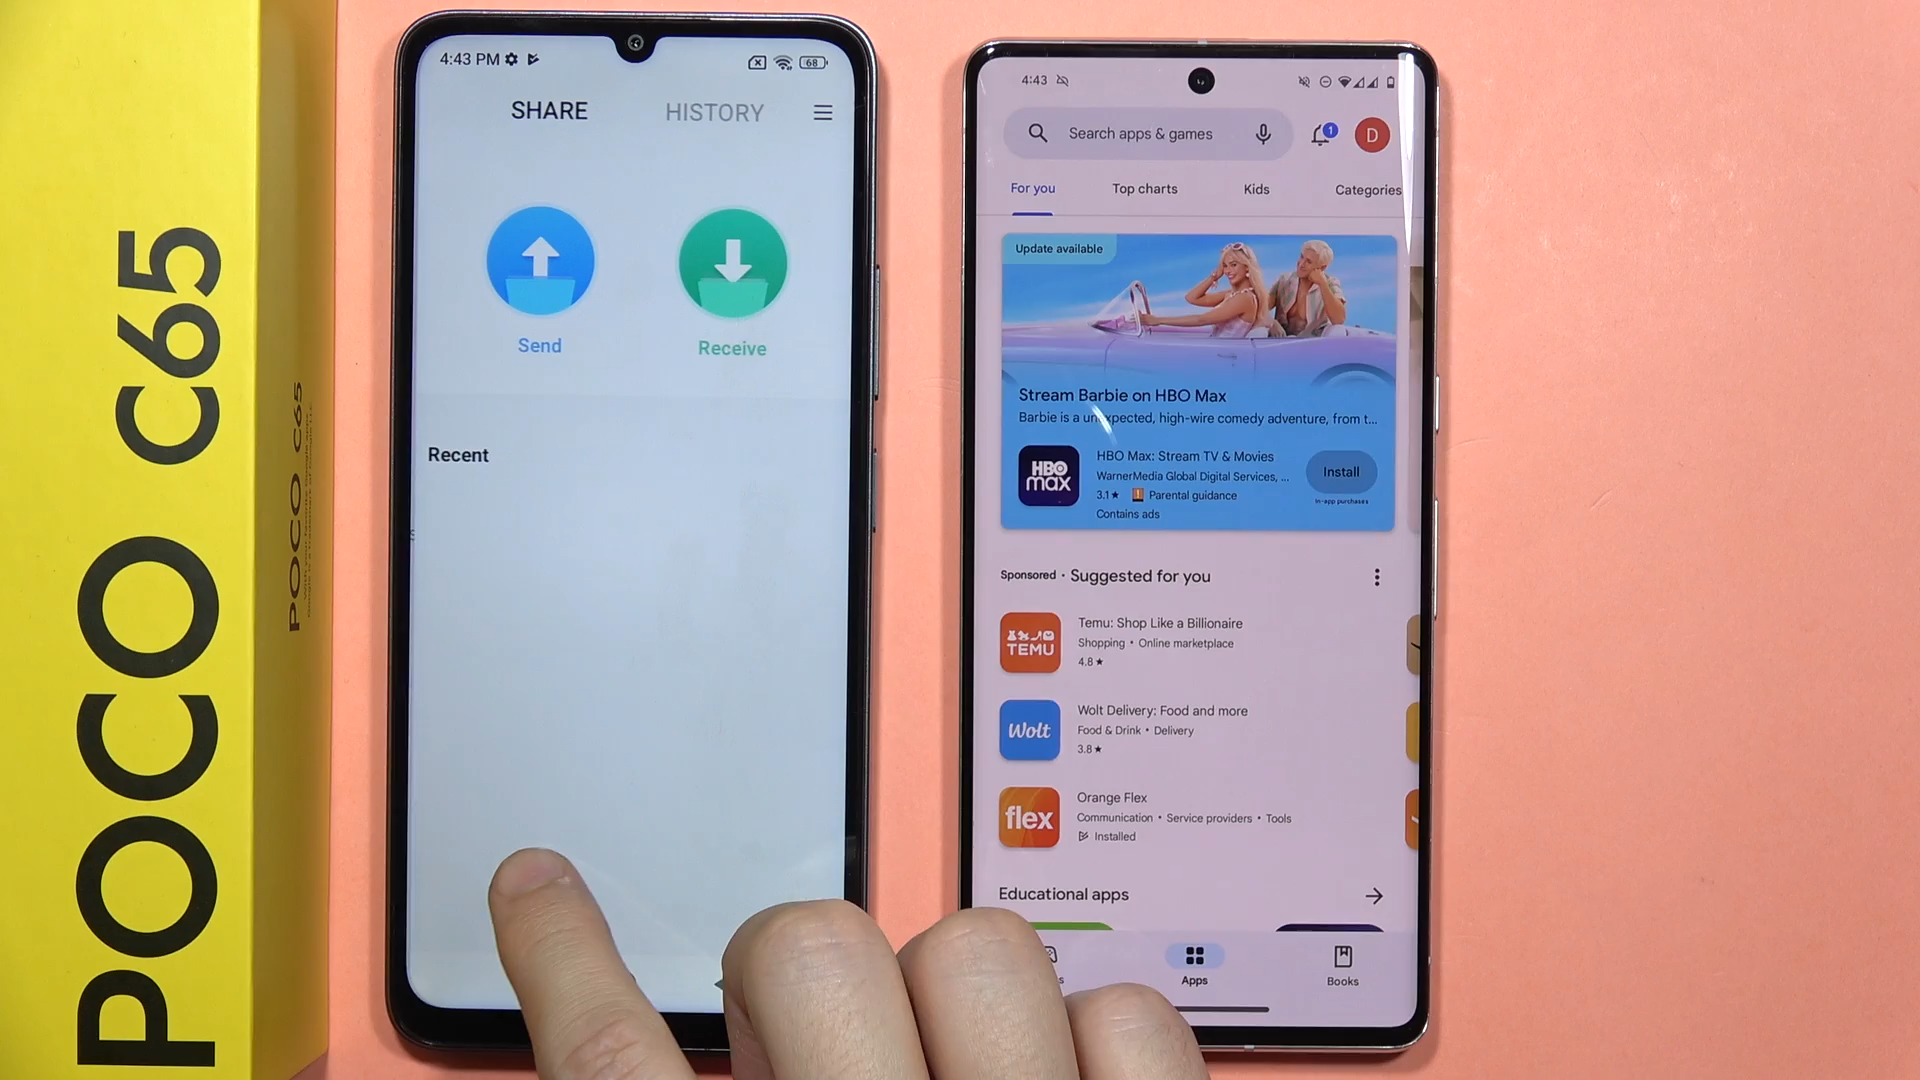 POCO C65
POCO C65
4:43 PM
68
SHARE
HISTORY
Send
Receive
Recent
4:43
Search apps & games
1
D
For you
Top charts
Kids
Categories
Update available
Stream Barbie on HBO Max
Barbie is a unexpected, high-wire comedy adventure, from t...
HBO max
HBO Max: Stream TV & Movies
WarnerMedia Global Digital Services, ...
3.1★ Parental guidance
Contains ads
Install
In-app purchases
Sponsored • Suggested for you
TEMU
Temu: Shop Like a Billionaire
Shopping • Online marketplace
4.8★
Wolt
Wolt Delivery: Food and more
Food & Drink • Delivery
3.8★
flex
Orange Flex
Communication • Service providers • Tools
Installed
Educational apps
Apps
Books